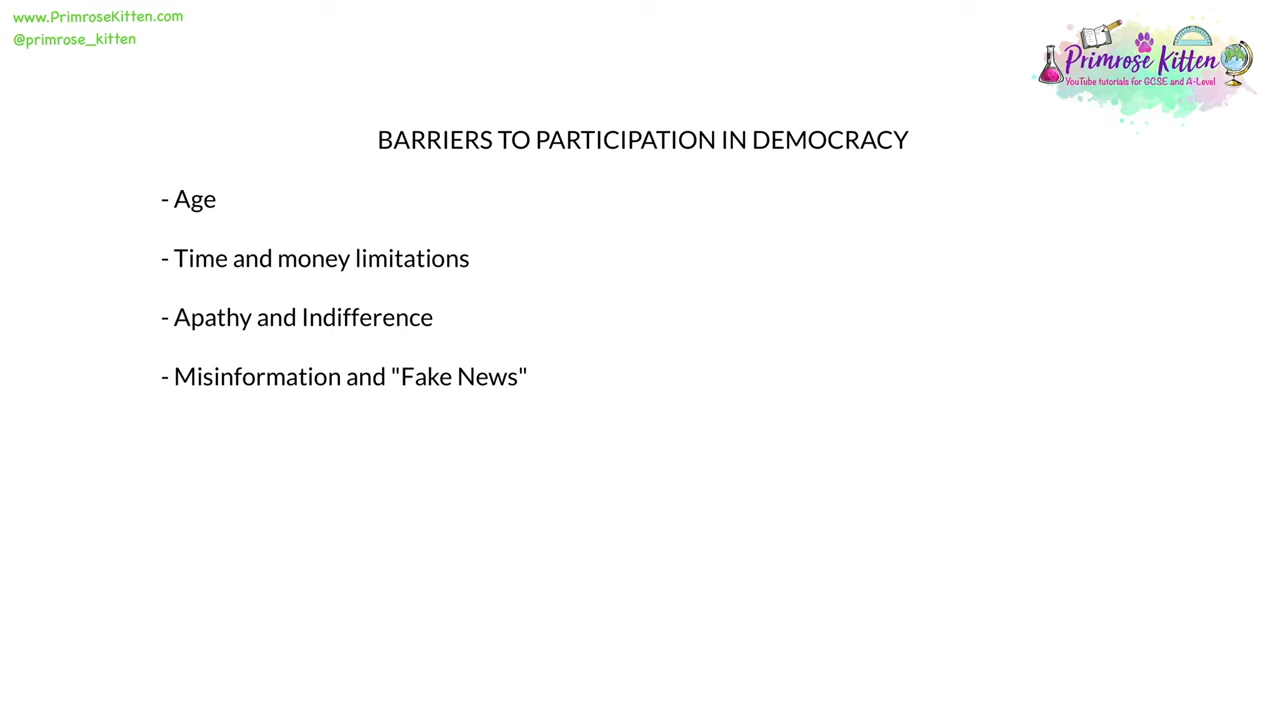 www.PrimroseKitten.com
@primrose_kitten
Primrose Kitten
YouTube tutorials for GCSE and A-Level
BARRIERS TO PARTICIPATION IN DEMOCRACY
- Age
- Time and money limitations
- Apathy and Indifference
- Misinformation and "Fake News"